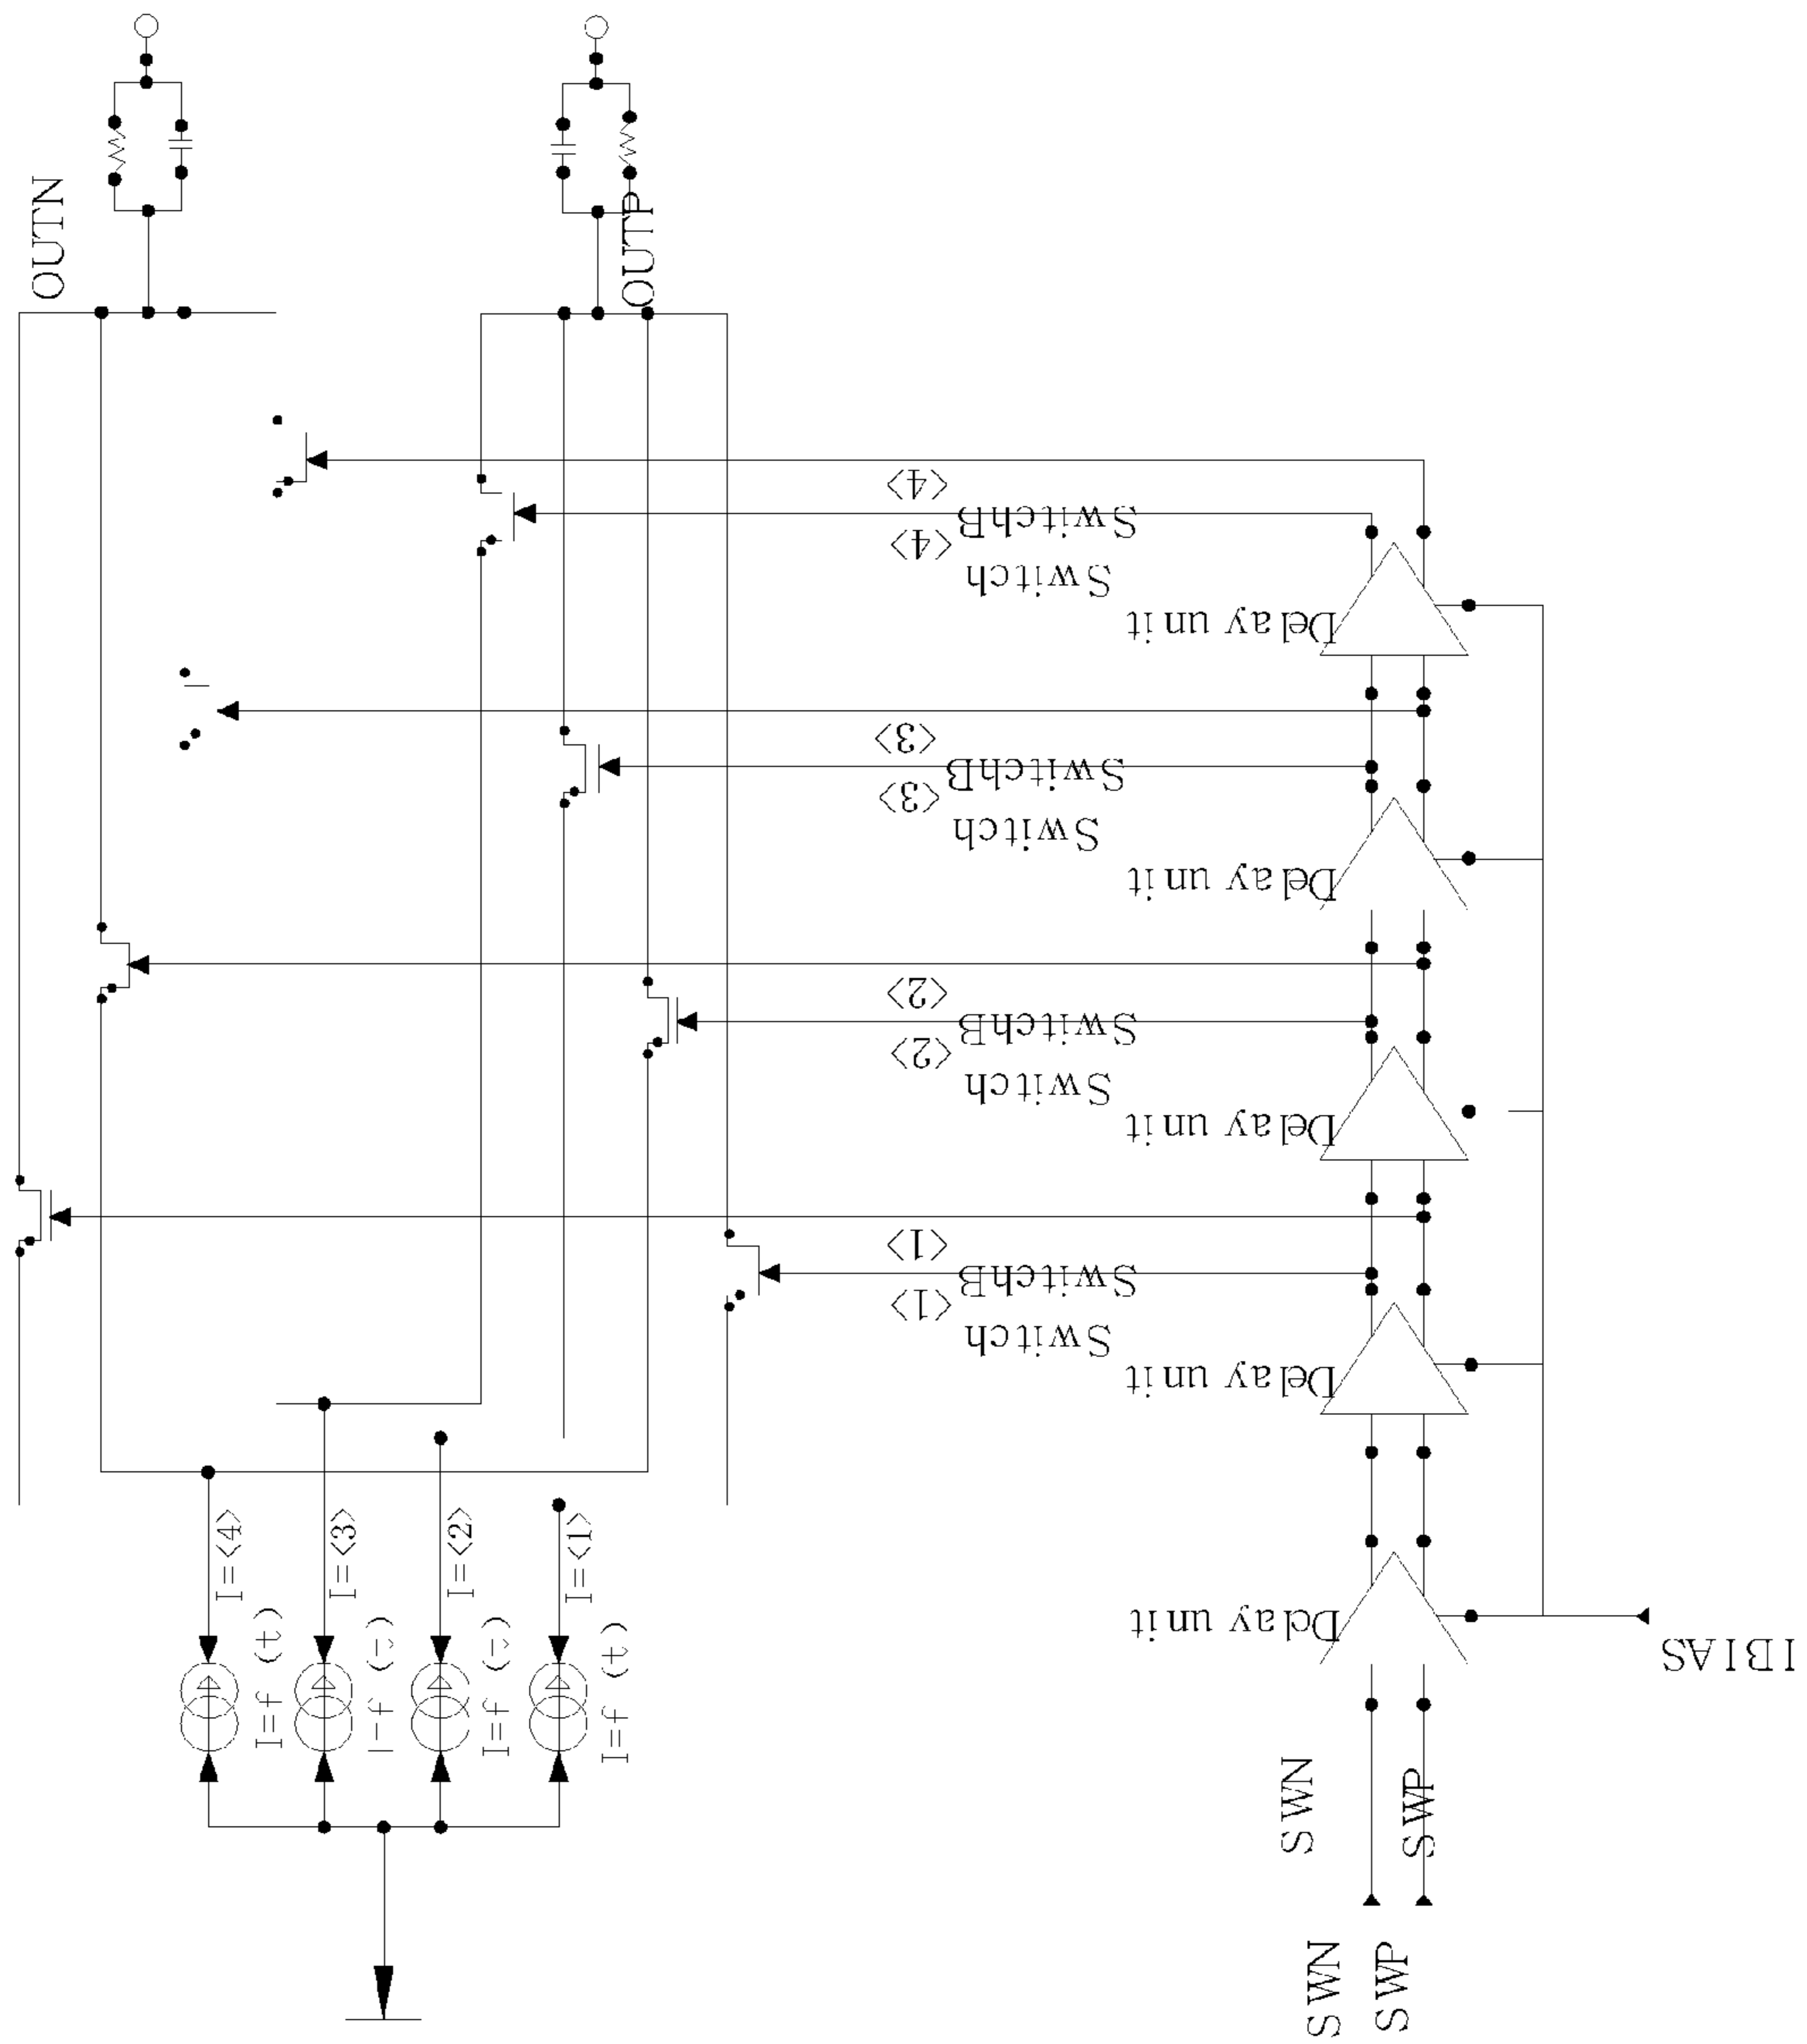 OUTN
OUTP
<4>
SwitchB
<4>
Switch
Delay unit
<3>
SwitchB
<3>
Switch
Delay unit
<2>
SwitchB
<2>
Switch
Delay unit
<1>
SwitchB
<1>
Switch
Delay unit
I=<4>
I=<3>
I=<2>
I=<1>
I=f (t)
I-f (-)
I=f (-)
I=f (t)
Delay unit
IBIAS
SWN
SWP
SWN
SWP